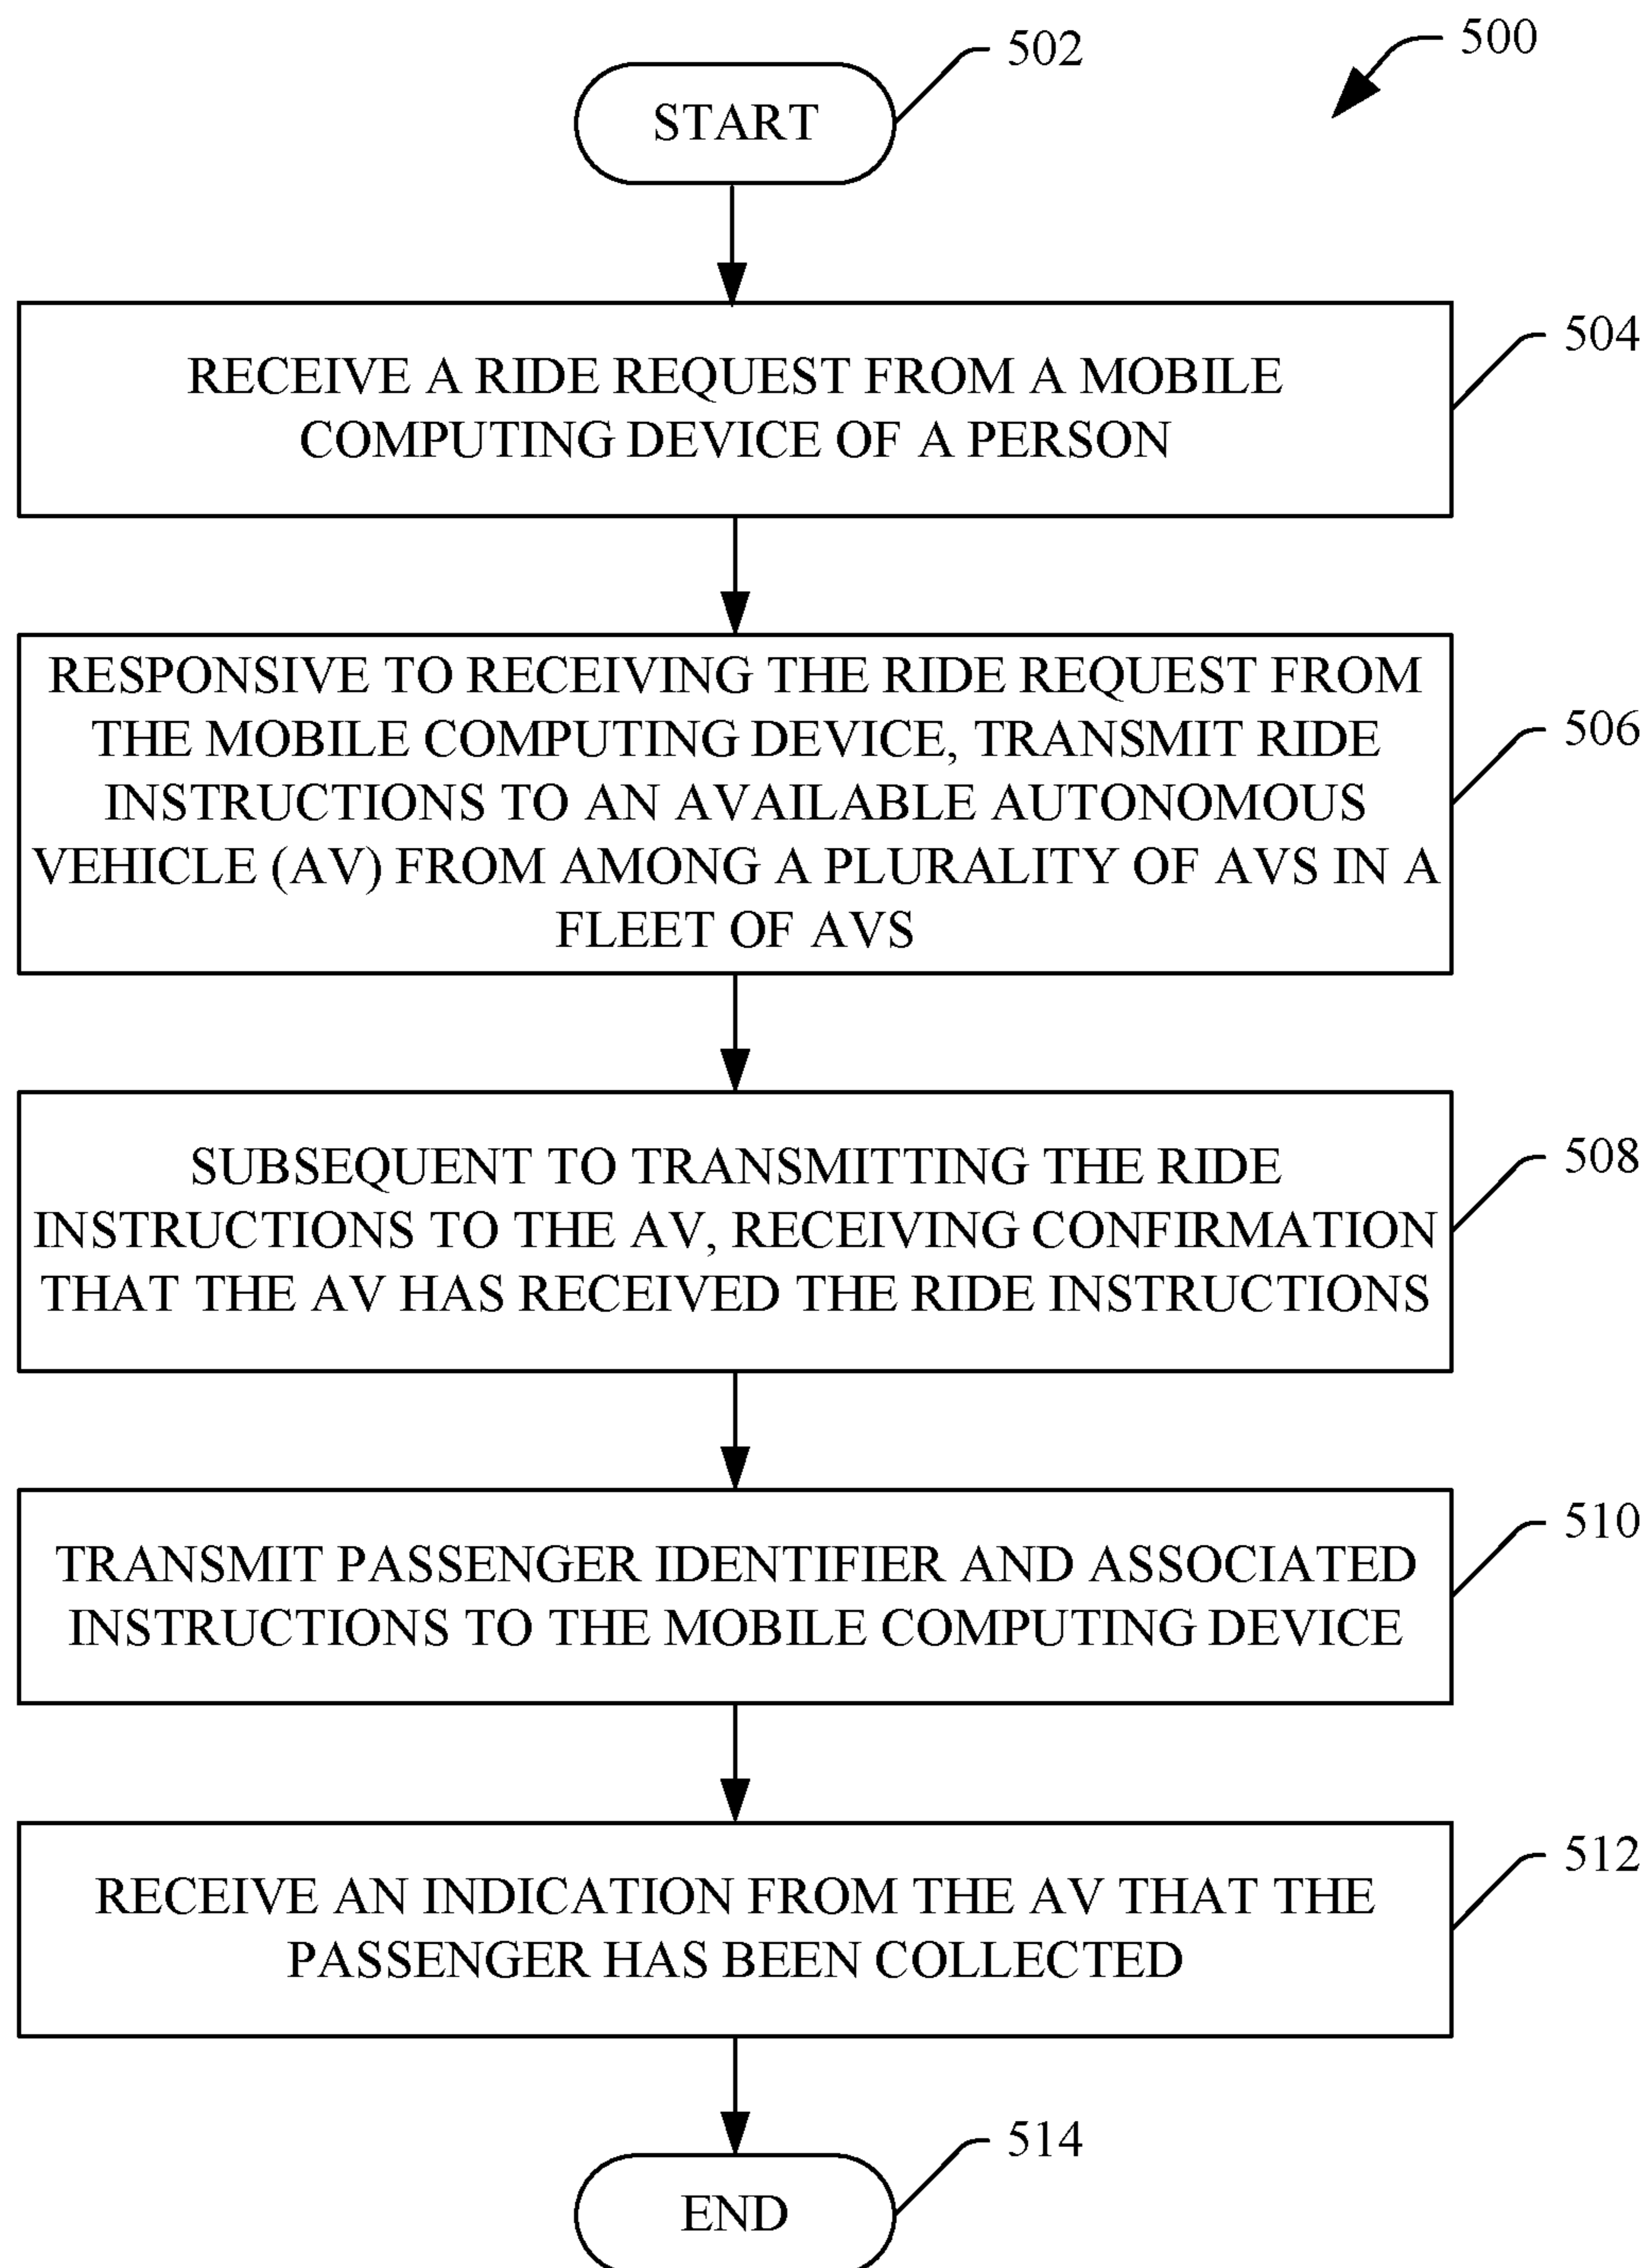 500
502
START
504
RECEIVE A RIDE REQUEST FROM A MOBILE
COMPUTING DEVICE OF A PERSON
506
RESPONSIVE TO RECEIVING THE RIDE REQUEST FROM
THE MOBILE COMPUTING DEVICE, TRANSMIT RIDE
INSTRUCTIONS TO AN AVAILABLE AUTONOMOUS
VEHICLE (AV) FROM AMONG A PLURALITY OF AVS IN A
FLEET OF AVS
508
SUBSEQUENT TO TRANSMITTING THE RIDE
INSTRUCTIONS TO THE AV, RECEIVING CONFIRMATION
THAT THE AV HAS RECEIVED THE RIDE INSTRUCTIONS
510
TRANSMIT PASSENGER IDENTIFIER AND ASSOCIATED
INSTRUCTIONS TO THE MOBILE COMPUTING DEVICE
512
RECEIVE AN INDICATION FROM THE AV THAT THE
PASSENGER HAS BEEN COLLECTED
514
END